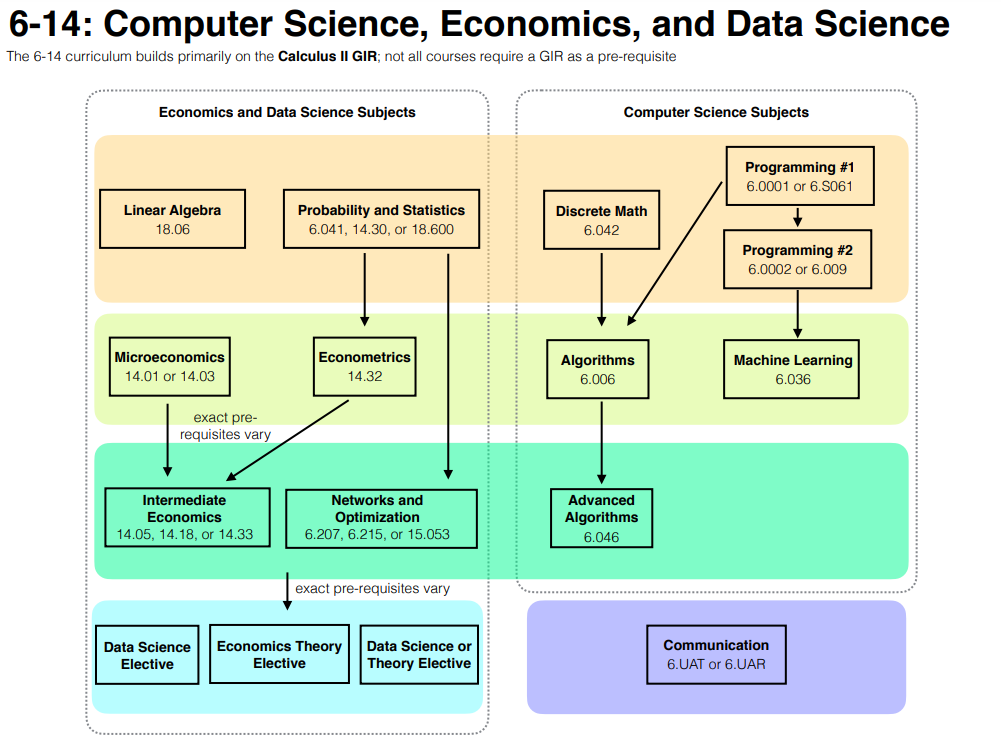 6-14: Computer Science, Economics, and Data Science
The 6-14 curriculum builds primarily on the Calculus II GIR; not all courses require a GIR as a pre-requisite
Economics and Data Science Subjects
Computer Science Subjects
Linear Algebra
18.06
Probability and Statistics
6.041, 14.30, or 18.600
Discrete Math
6.042
Programming #1
6.0001 or 6.S061
Programming #2
6.0002 or 6.009
Microeconomics
14.01 or 14.03
Econometrics
14.32
Algorithms
6.006
Machine Learning
6.036
exact pre-
requisites vary
Intermediate
Economics
14.05, 14.18, or 14.33
Networks and
Optimization
6.207, 6.215, or 15.053
Advanced
Algorithms
6.046
exact pre-requisites vary
Data Science
Elective
Economics Theory
Elective
Data Science or
Theory Elective
Communication
6.UAT or 6.UAR